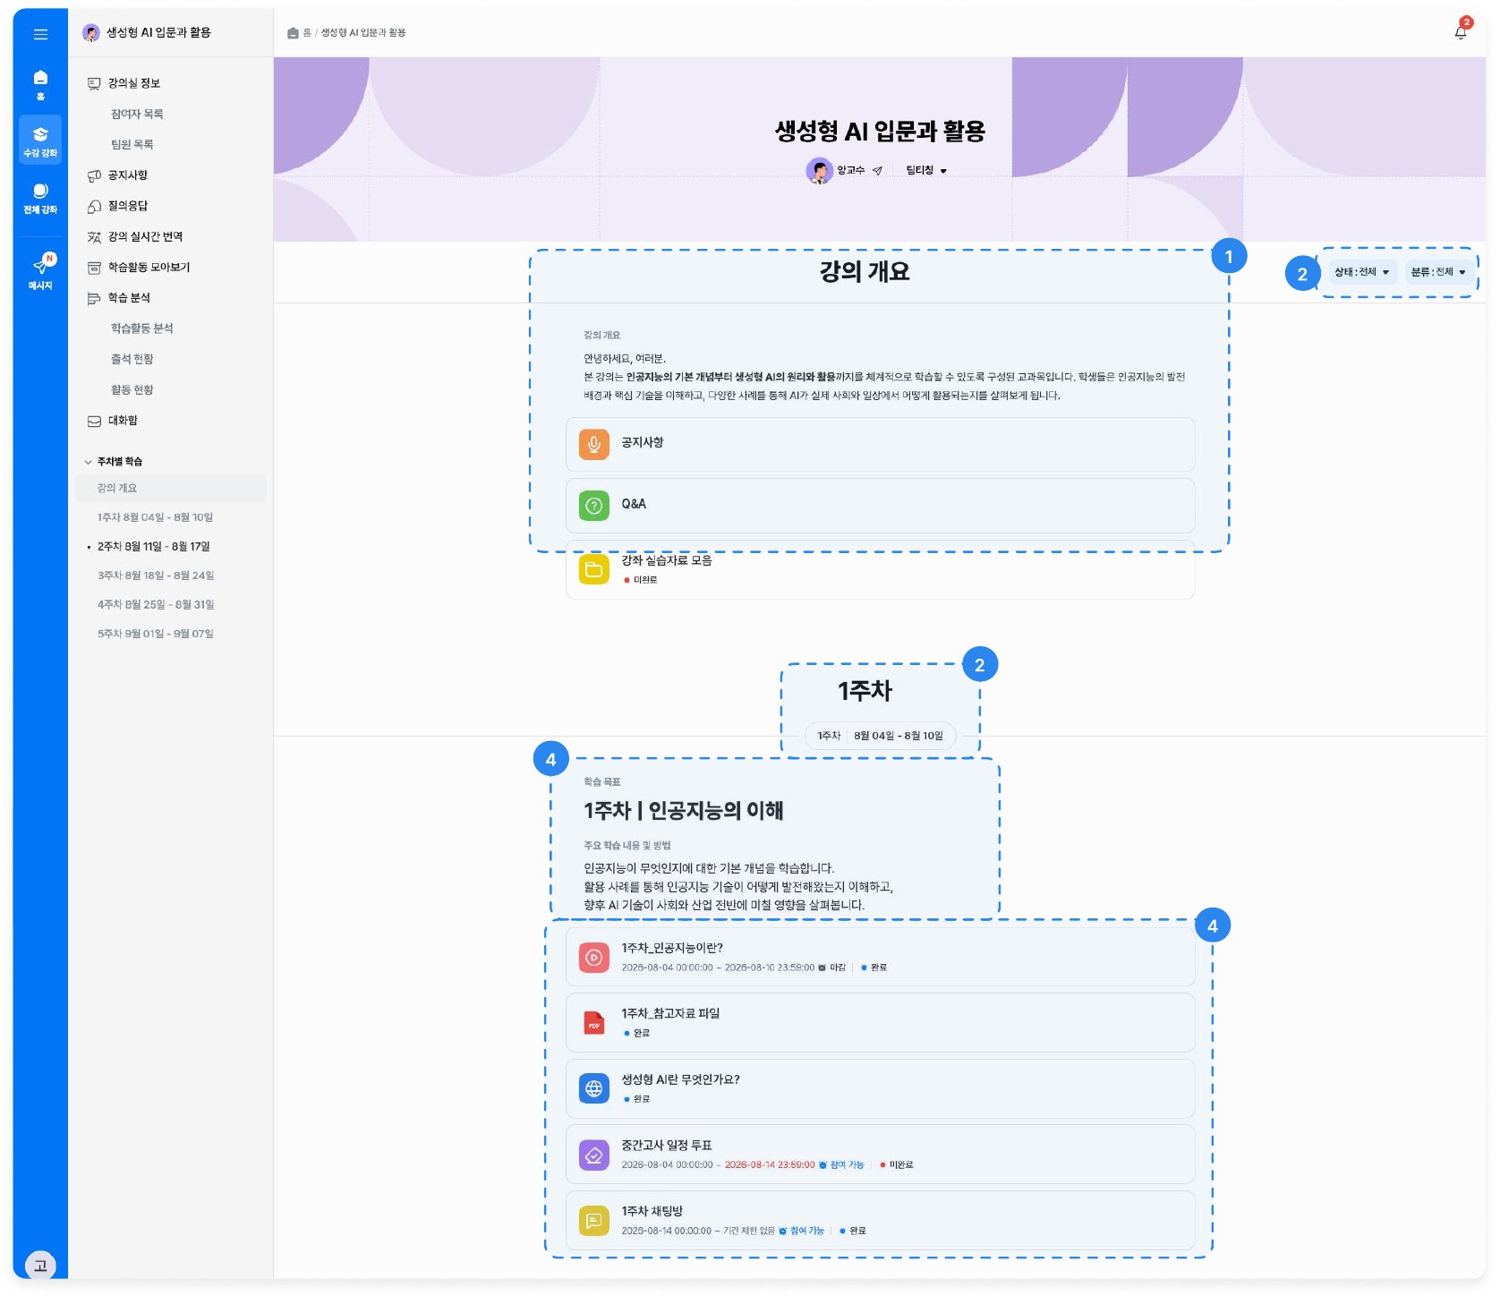 생성형 AI 입문과 활용
홈 / 생성형 AI 입문과 활용
2
홈
수강 강좌
전체 강좌
N
메시지
고
강의실 정보
참여자 목록
팀원 목록
공지사항
질의응답
강의 실시간 번역
학습활동 모아보기
학습 분석
학습활동 분석
출석 현황
활동 현황
대화함
주차별 학습
강의 개요
1주차 8월 04일 - 8월 10일
2주차 8월 11일 - 8월 17일
3주차 8월 18일 - 8월 24일
4주차 8월 25일 - 8월 31일
5주차 9월 01일 - 9월 07일
생성형 AI 입문과 활용
앙교수 팀티칭
1
강의 개요
2
상태 : 전체 분류 : 전체
강의 개요
안녕하세요, 여러분.
본 강의는 인공지능의 기본 개념부터 생성형 AI의 원리와 활용까지를 체계적으로 학습할 수 있도록 구성된 교과목입니다. 학생들은 인공지능의 발전
배경과 핵심 기술을 이해하고, 다양한 사례를 통해 AI가 실제 사회와 일상에서 어떻게 활용되는지를 살펴보게 됩니다.
공지사항
Q&A
강좌 실습자료 모음
미완료
2
1주차
1주차 8월 04일 - 8월 10일
4
학습 목표
1주차 | 인공지능의 이해
주요 학습 내용 및 방법
인공지능이 무엇인지에 대한 기본 개념을 학습합니다.
활용 사례를 통해 인공지능 기술이 어떻게 발전해왔는지 이해하고,
향후 AI 기술이 사회와 산업 전반에 미칠 영향을 살펴봅니다.
4
1주차_인공지능이란?
2026-08-04 00:00:00 ~ 2026-08-10 23:59:00 마감 완료
1주차_참고자료 파일
PDF
완료
생성형 AI란 무엇인가요?
완료
중간고사 일정 투표
2026-08-04 00:00:00 ~ 2026-08-14 23:59:00 참여 가능 미완료
1주차 채팅방
2026-08-14 00:00:00 ~ 기간 제한 없음 참여 가능 완료